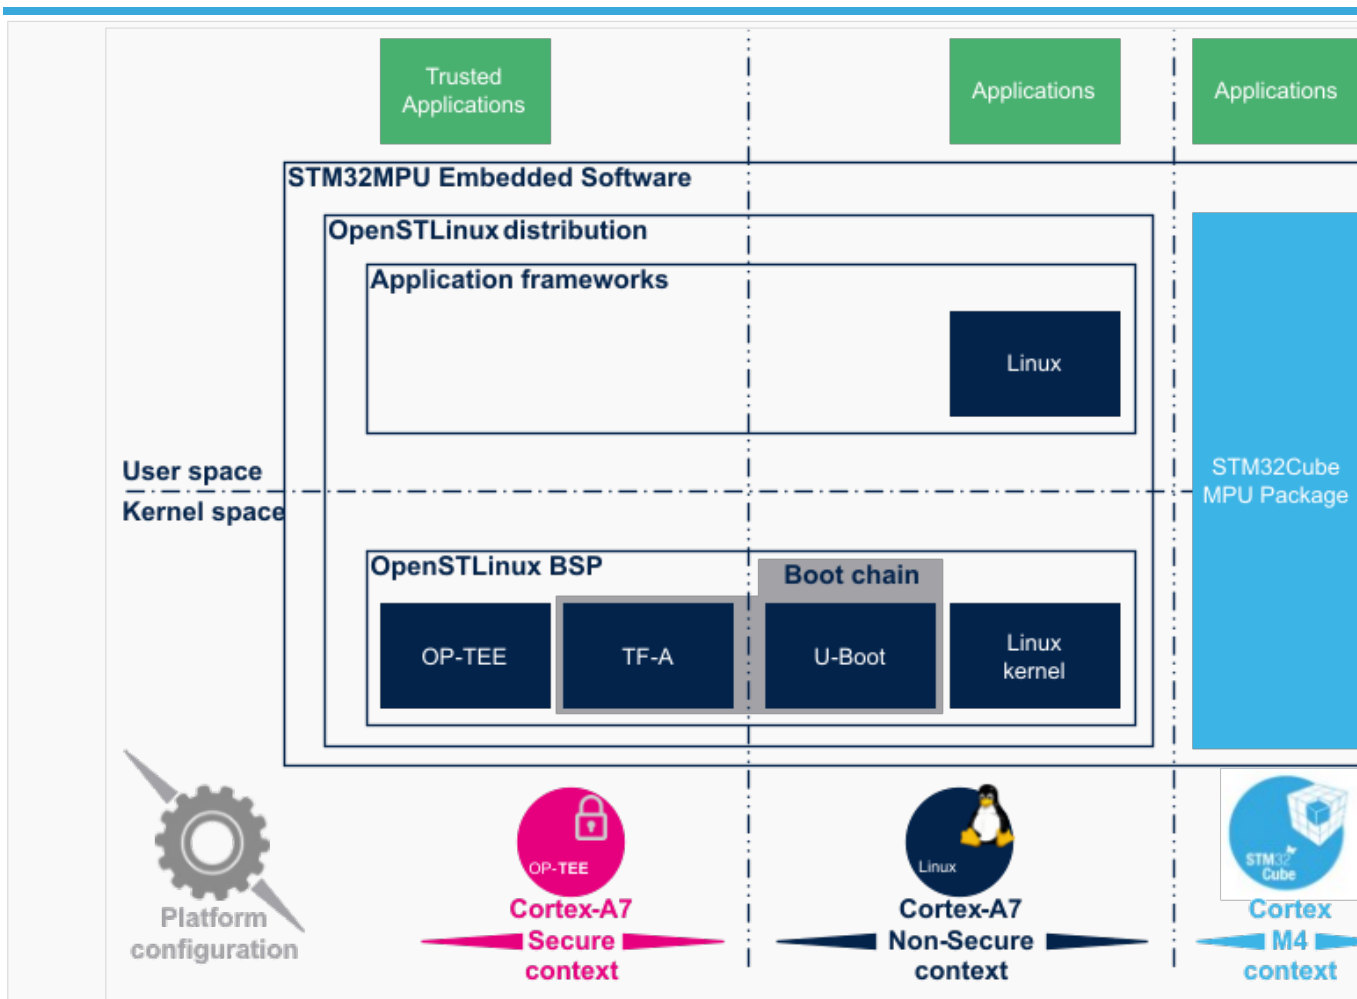 Trusted
Applications
Applications
Applications
STM32MPU Embedded Software
OpenSTLinux distribution
Application frameworks
Linux
User space
Kernel space
STM32Cube
MPU Package
OpenSTLinux BSP
Boot chain
OP-TEE
TF-A
U-Boot
Linux
kernel
OP-TEE
Linux
STM32
Cube
Platform
configuration
Cortex-A7
Secure
context
Cortex-A7
Non-Secure
context
Cortex
M4
context